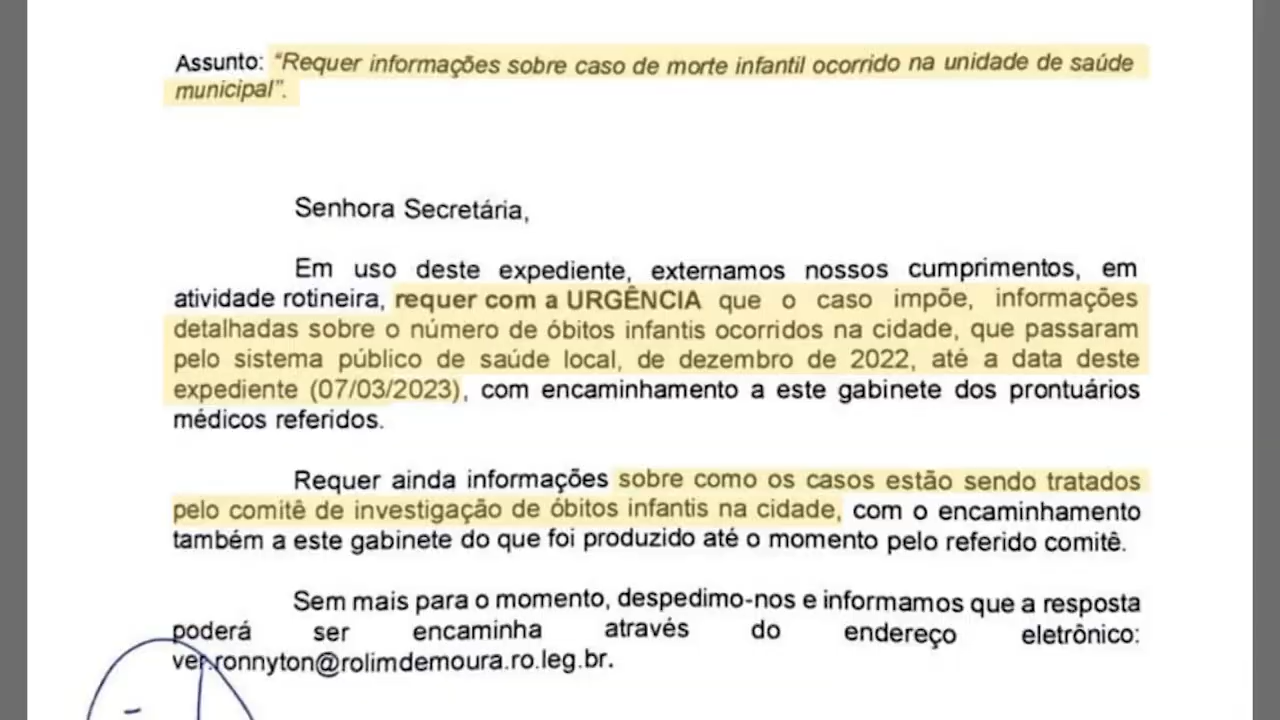 Assunto: “Requer informações sobre caso de morte infantil ocorrido na unidade de saúde
municipal”.
Senhora Secretária,
Em uso deste expediente, externamos nossos cumprimentos, em
atividade rotineira, requer com a URGÊNCIA que o caso impõe, informações
detalhadas sobre o número de óbitos infantis ocorridos na cidade, que passaram
pelo sistema público de saúde local, de dezembro de 2022, até a data deste
expediente (07/03/2023), com encaminhamento a este gabinete dos prontuários
médicos referidos.
Requer ainda informações sobre como os casos estão sendo tratados
pelo comitê de investigação de óbitos infantis na cidade, com o encaminhamento
também a este gabinete do que foi produzido até o momento pelo referido comitê.
Sem mais para o momento, despedimo-nos e informamos que a resposta
poderá ser encaminha através do endereço eletrônico:
ver.ronnyton@rolimdemoura.ro.leg.br.